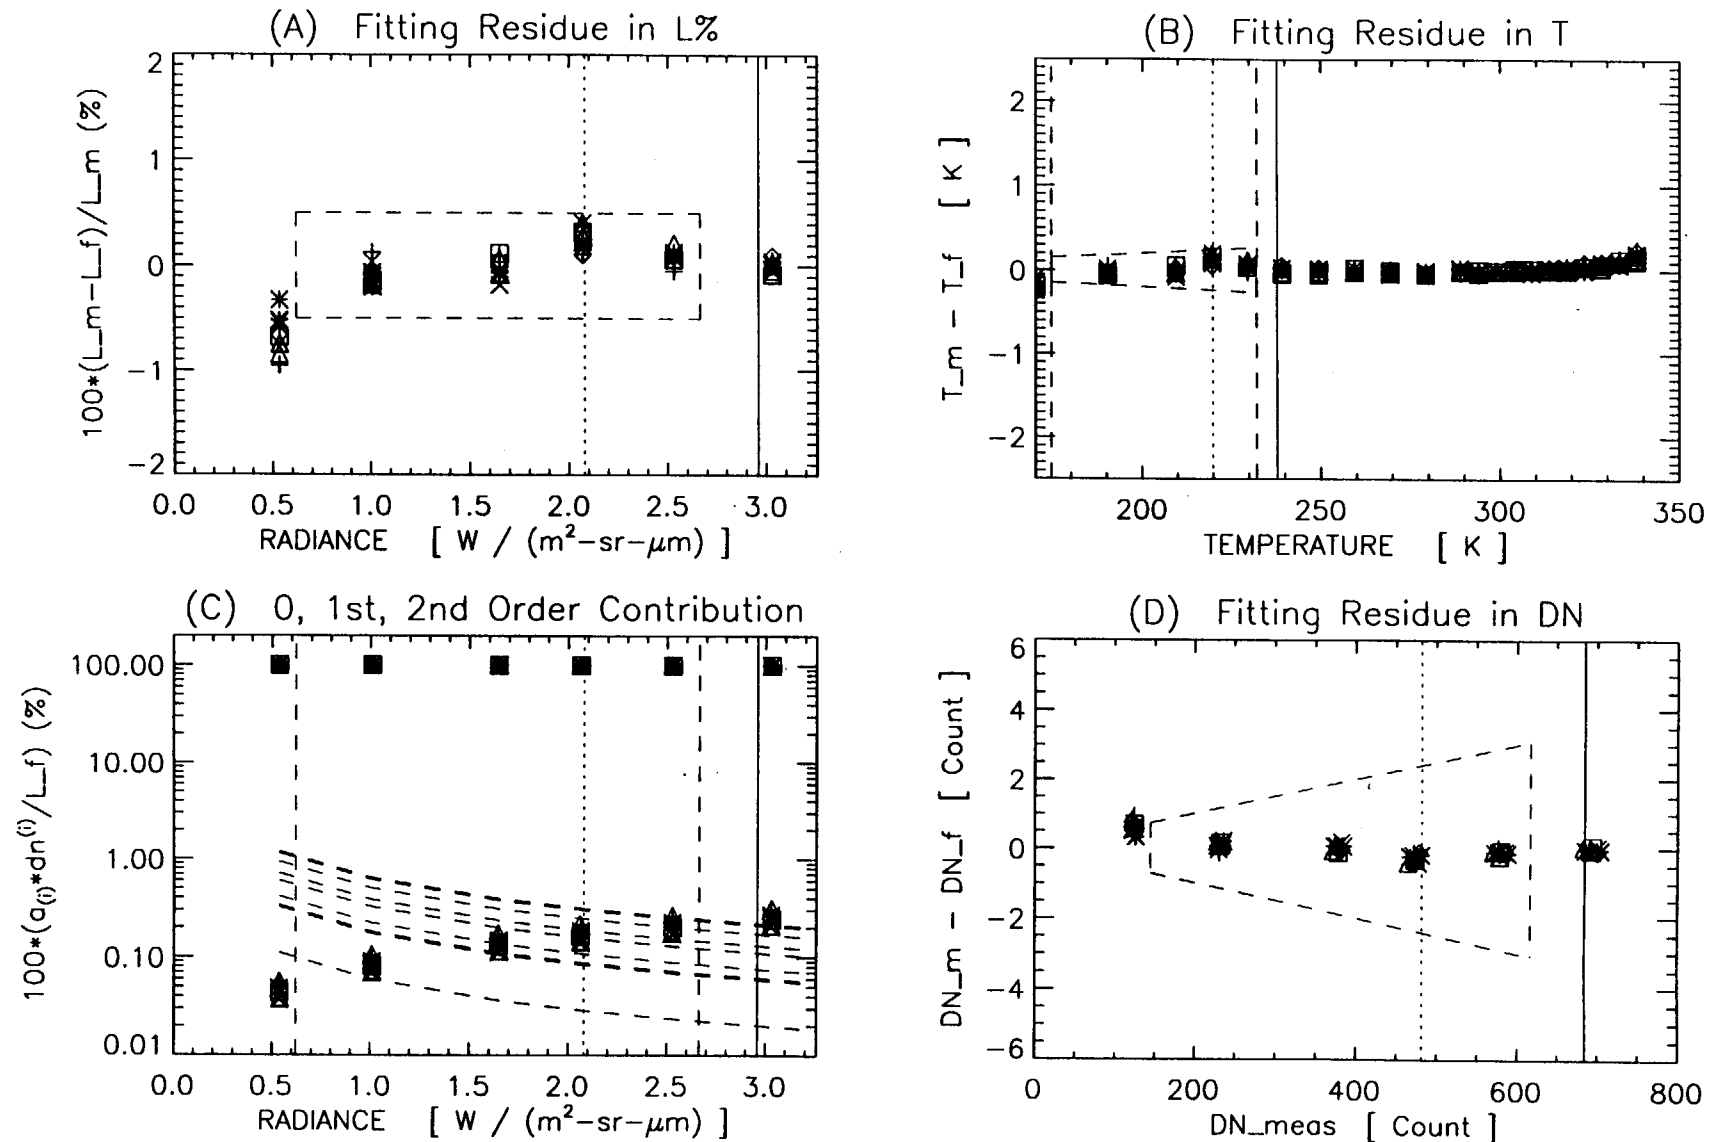 (A) Fitting Residue in L%
100*(L_m-L_f)/L_m (%)
2
1
0
-1
-2
0.0 0.5 1.0 1.5 2.0 2.5 3.0
RADIANCE [ W / (m²-sr-μm) ]
(B) Fitting Residue in T
T_m - T_f [ K ]
2
1
0
-1
-2
200 250 300 350
TEMPERATURE [ K ]
(C) 0, 1st, 2nd Order Contribution
100*(a(i)*dn(i)/L_f) (%)
100.00
10.00
1.00
0.10
0.01
0.0 0.5 1.0 1.5 2.0 2.5 3.0
RADIANCE [ W / (m²-sr-μm) ]
(D) Fitting Residue in DN
DN_m - DN_f [ Count ]
6
4
2
0
-2
-4
-6
0 200 400 600 800
DN_meas [ Count ]